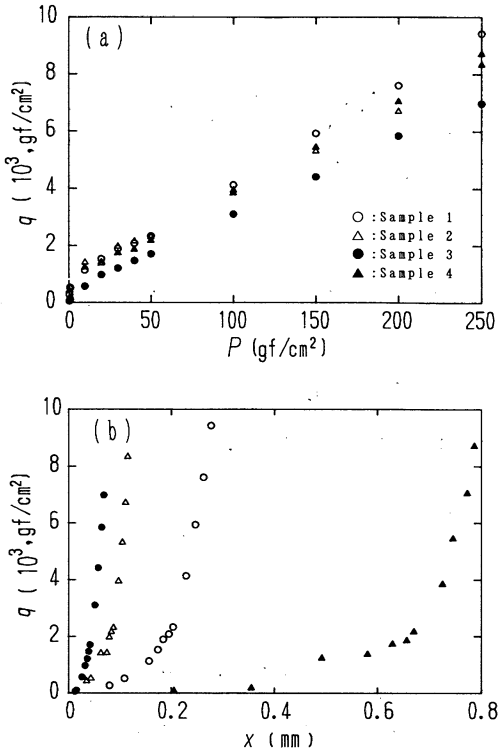 (a)
10
8
6
4
2
0
q (10³, gf/cm²)
○ :Sample 1
△ :Sample 2
● :Sample 3
▲ :Sample 4
0 50 100 150 200 250
P (gf/cm²)
(b)
10
8
6
4
2
0
q (10³, gf/cm²)
0 0.2 0.4 0.6 0.8
x (mm)